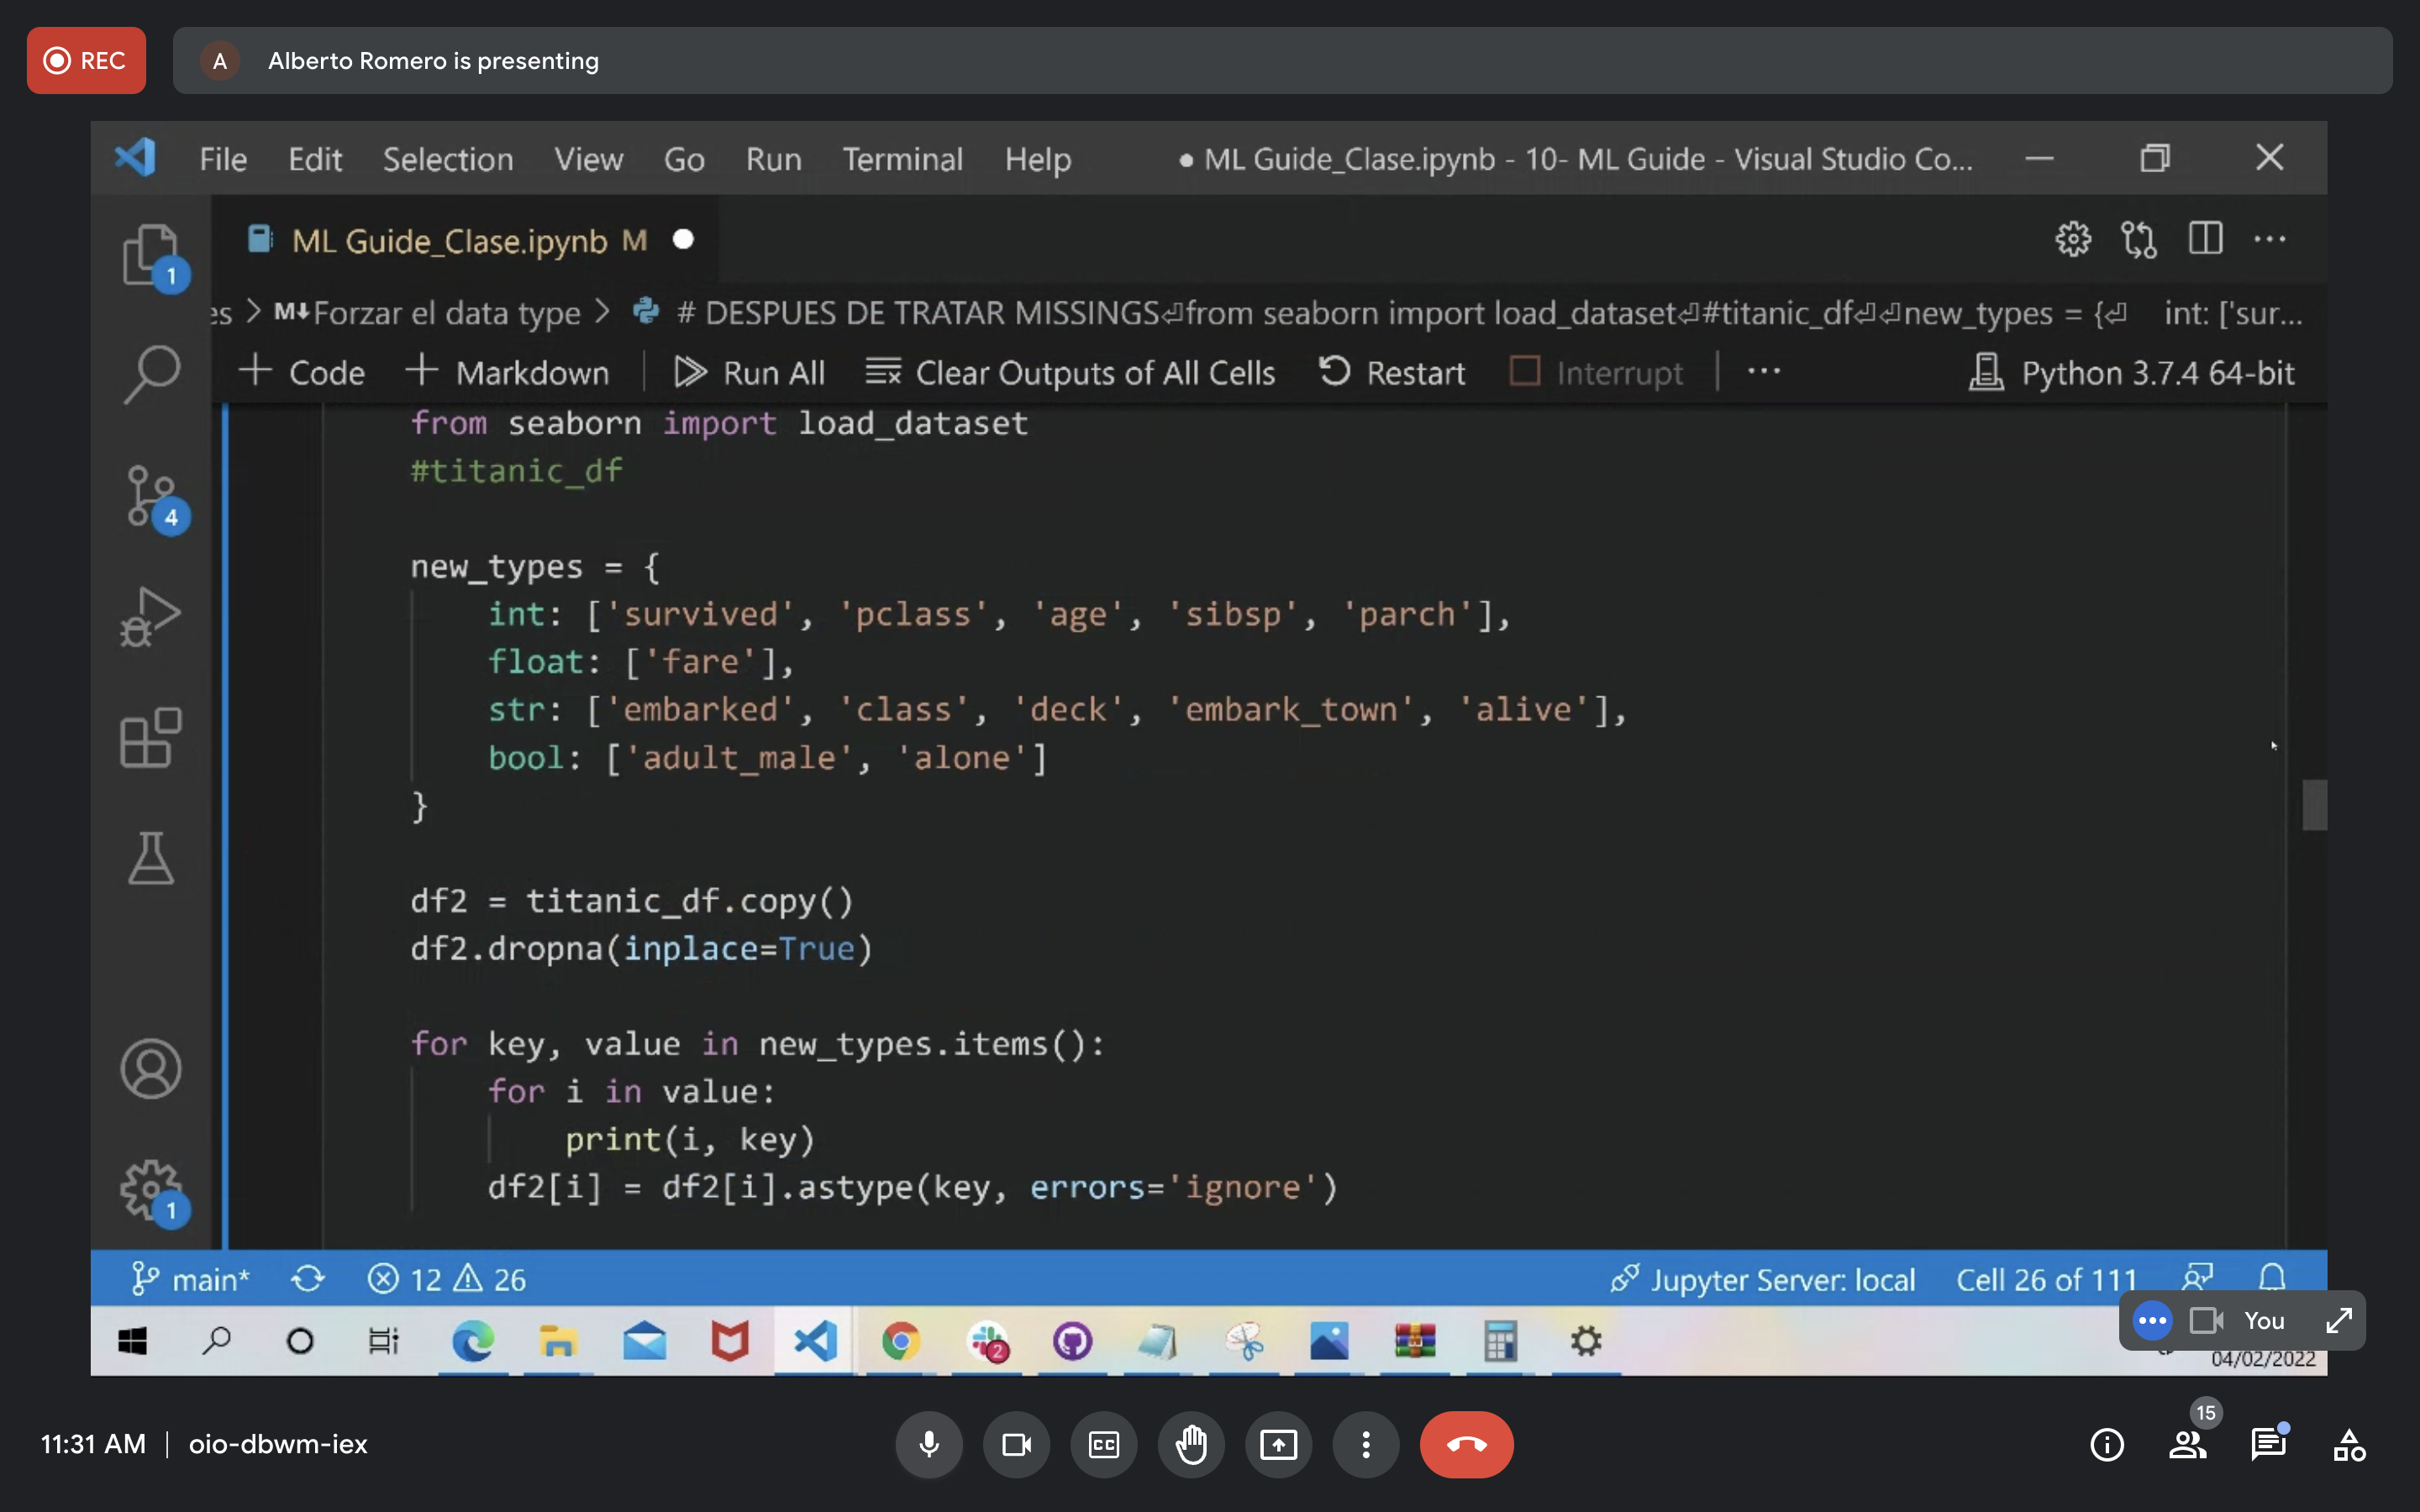 REC
A
Alberto Romero is presenting
File Edit Selection View Go Run Terminal Help ● ML Guide_Clase.ipynb - 10- ML Guide - Visual Studio Co...
1
ML Guide_Clase.ipynb M
es > M↓Forzar el data type > # DESPUES DE TRATAR MISSINGS⏎from seaborn import load_dataset⏎#titanic_df⏎⏎new_types = {⏎ int: ['sur...
+ Code + Markdown Run All Clear Outputs of All Cells Restart Interrupt ... Python 3.7.4 64-bit
from seaborn import load_dataset
#titanic_df
4
new_types = {
int: ['survived', 'pclass', 'age', 'sibsp', 'parch'],
float: ['fare'],
str: ['embarked', 'class', 'deck', 'embark_town', 'alive'],
bool: ['adult_male', 'alone']
}
df2 = titanic_df.copy()
df2.dropna(inplace=True)
for key, value in new_types.items():
for i in value:
print(i, key)
df2[i] = df2[i].astype(key, errors='ignore')
1
main* 12 26 Jupyter Server: local Cell 26 of 111
2
You
04/02/2022
11:31 AM | oio-dbwm-iex
CC
15